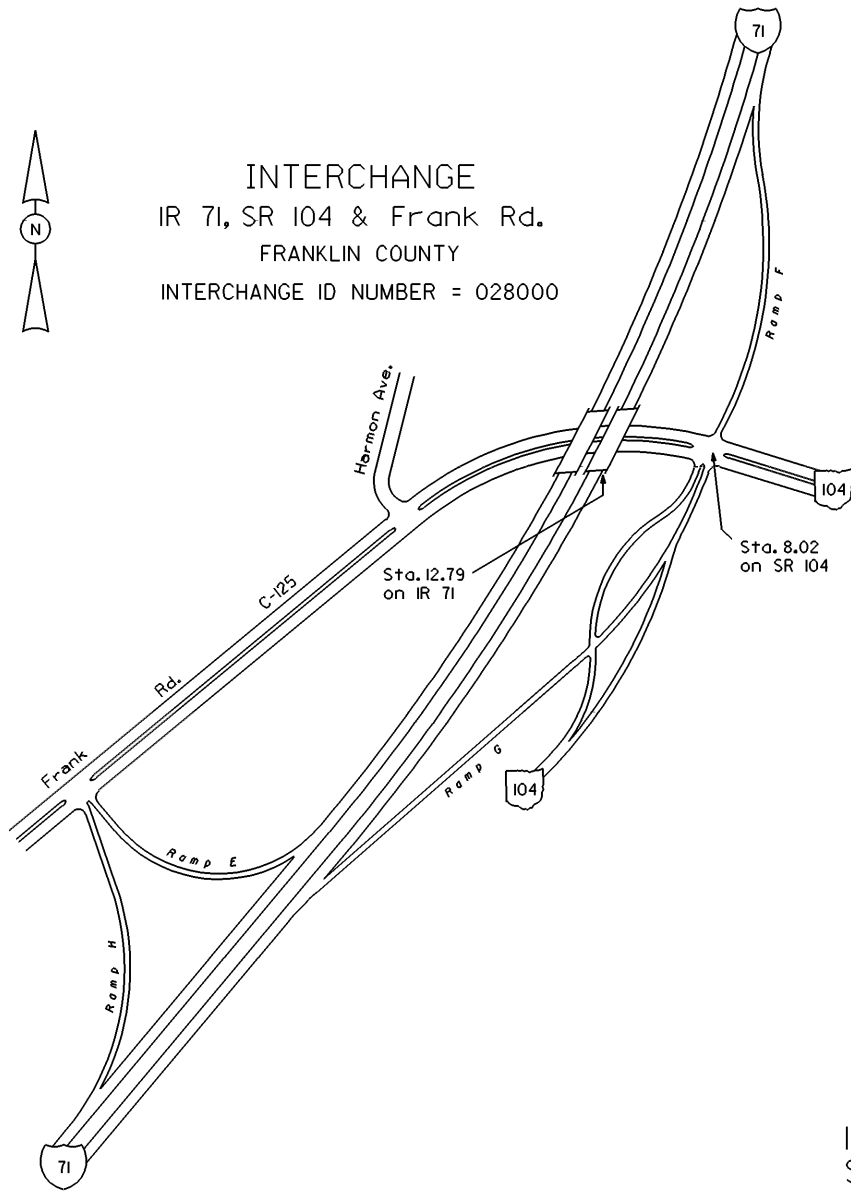 71
INTERCHANGE
IR 71, SR 104 & Frank Rd.
FRANKLIN COUNTY
INTERCHANGE ID NUMBER = 028000
N
Ramp F
Harmon Ave.
104
Sta. 8.02
on SR 104
Sta. 12.79
on IR 71
C-125
Rd.
Frank
Ramp G
104
Ramp E
Ramp H
71